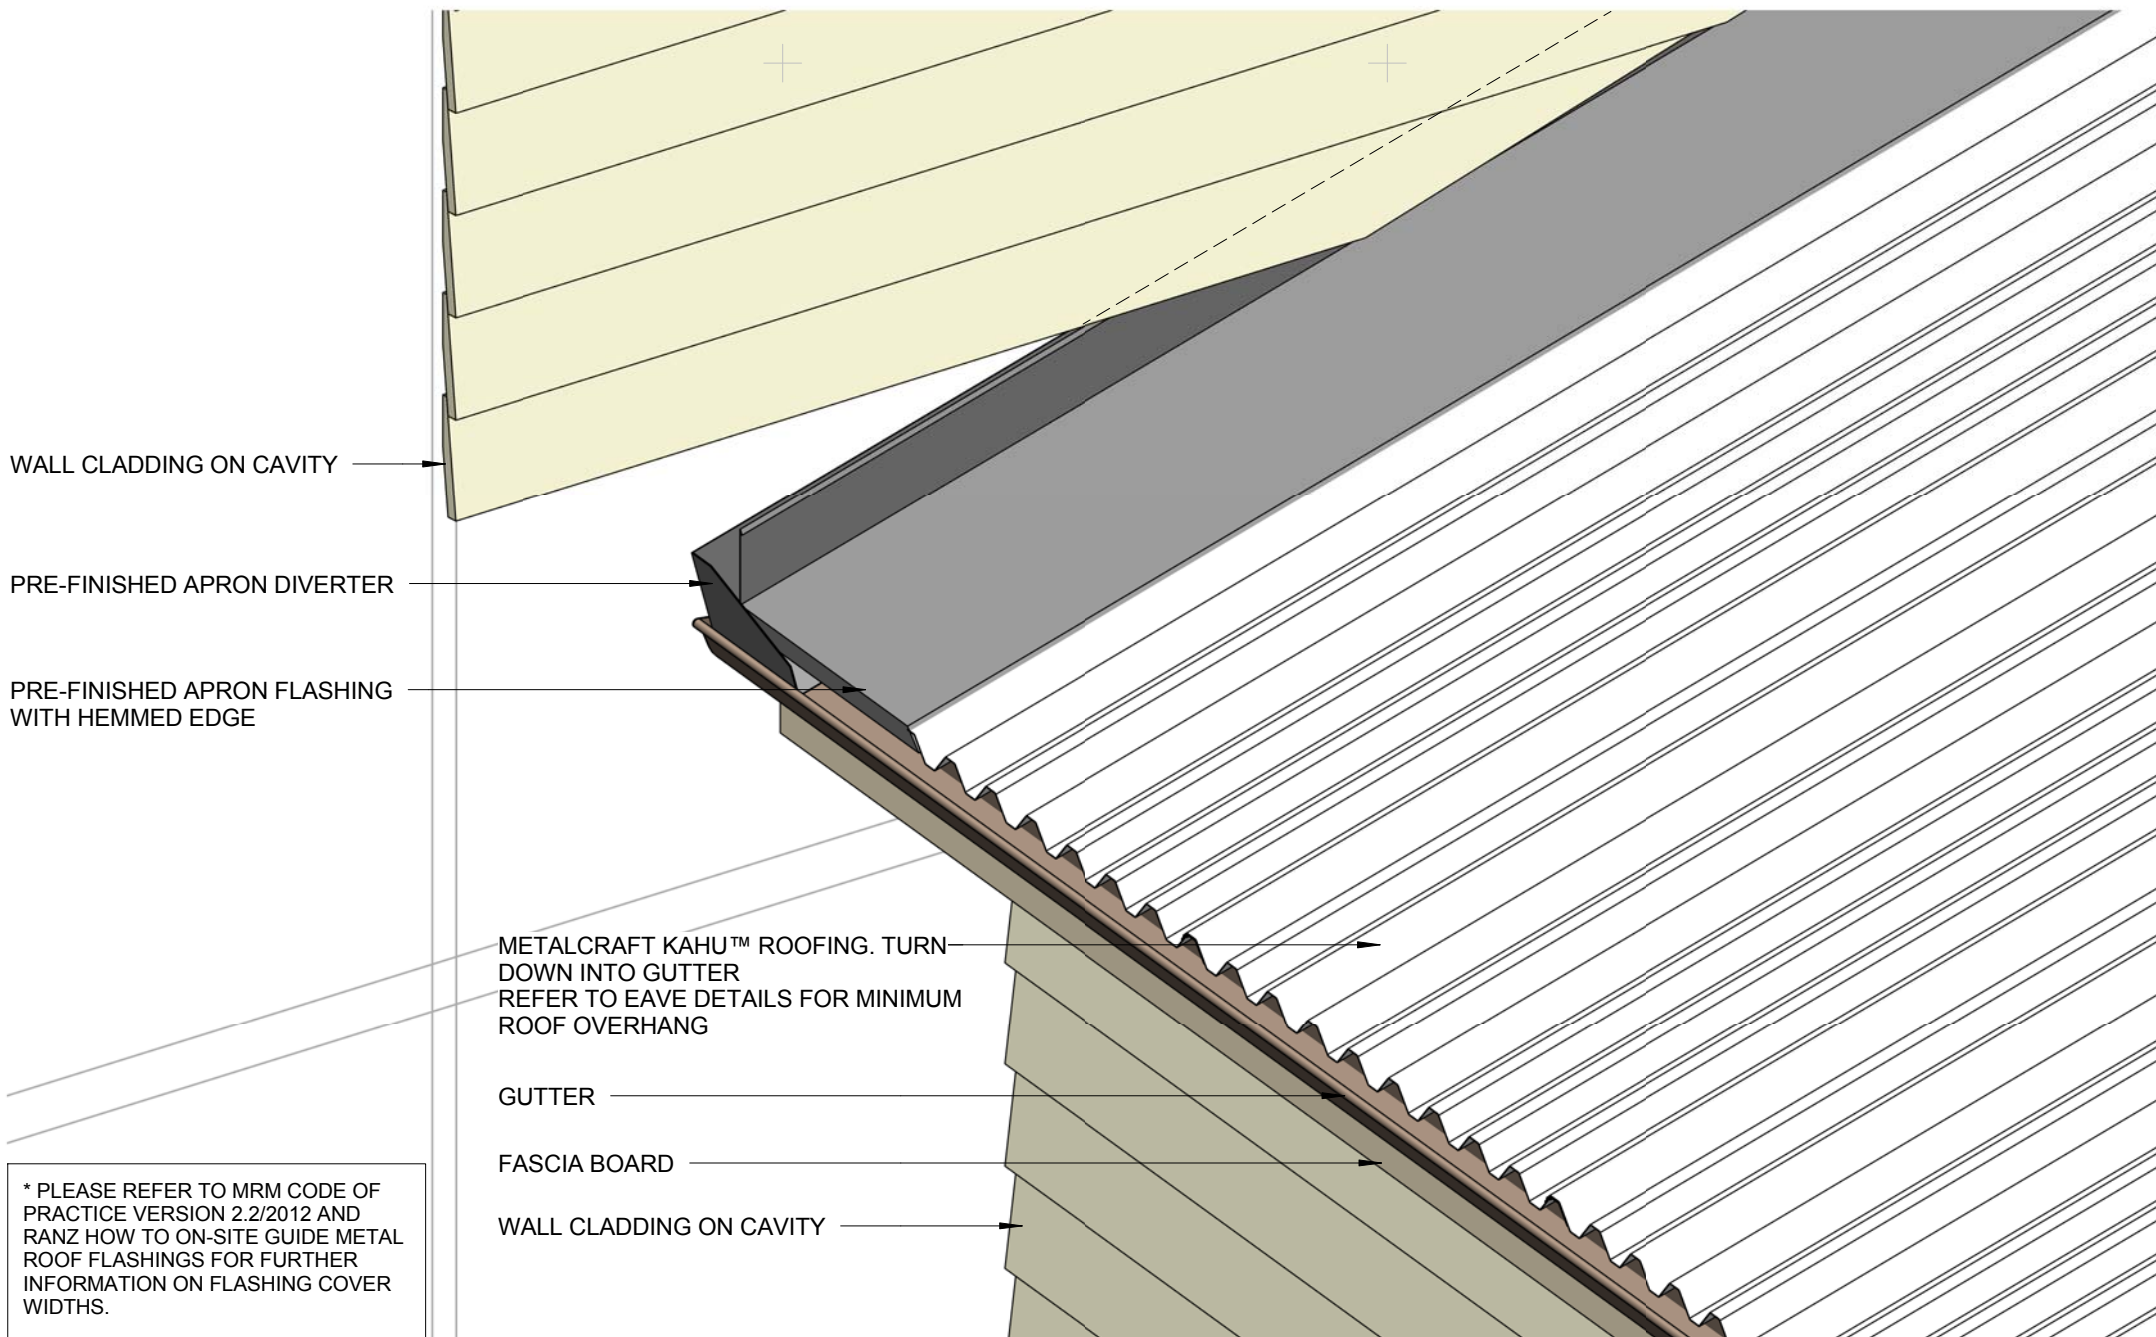 WALL CLADDING ON CAVITY
PRE-FINISHED APRON DIVERTER
PRE-FINISHED APRON FLASHING
WITH HEMMED EDGE
METALCRAFT KAHU™ ROOFING. TURN
DOWN INTO GUTTER
REFER TO EAVE DETAILS FOR MINIMUM
ROOF OVERHANG
GUTTER
FASCIA BOARD
WALL CLADDING ON CAVITY
* PLEASE REFER TO MRM CODE OF
PRACTICE VERSION 2.2/2012 AND
RANZ HOW TO ON-SITE GUIDE METAL
ROOF FLASHINGS FOR FURTHER
INFORMATION ON FLASHING COVER
WIDTHS.